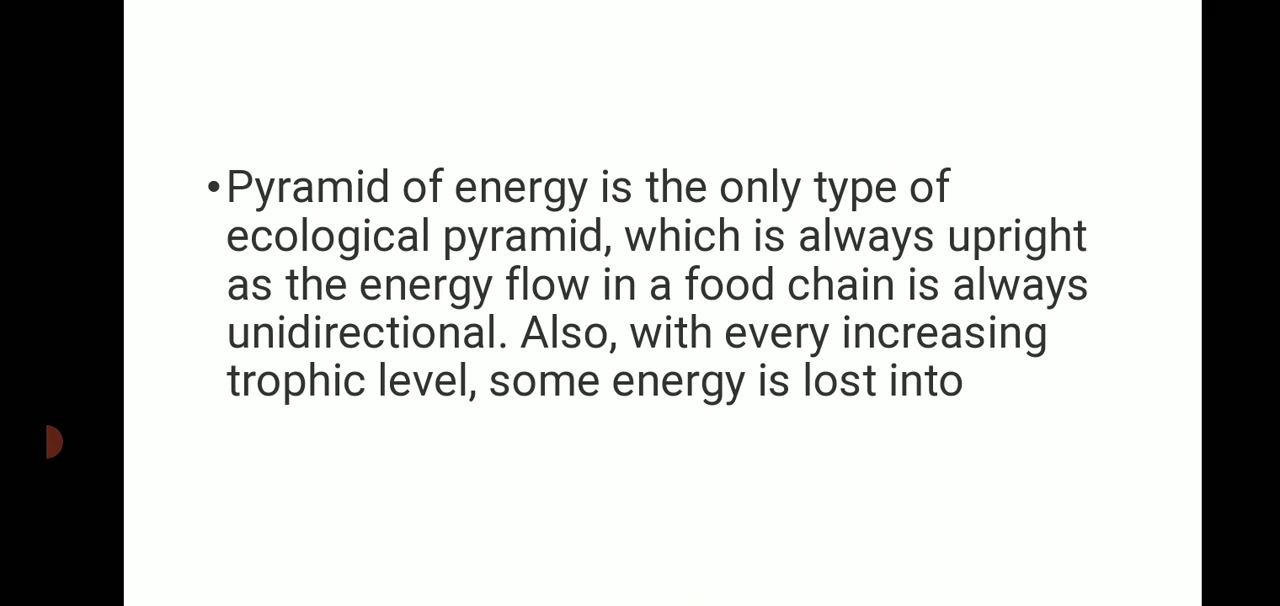 •Pyramid of energy is the only type of
ecological pyramid, which is always upright
as the energy flow in a food chain is always
unidirectional. Also, with every increasing
trophic level, some energy is lost into